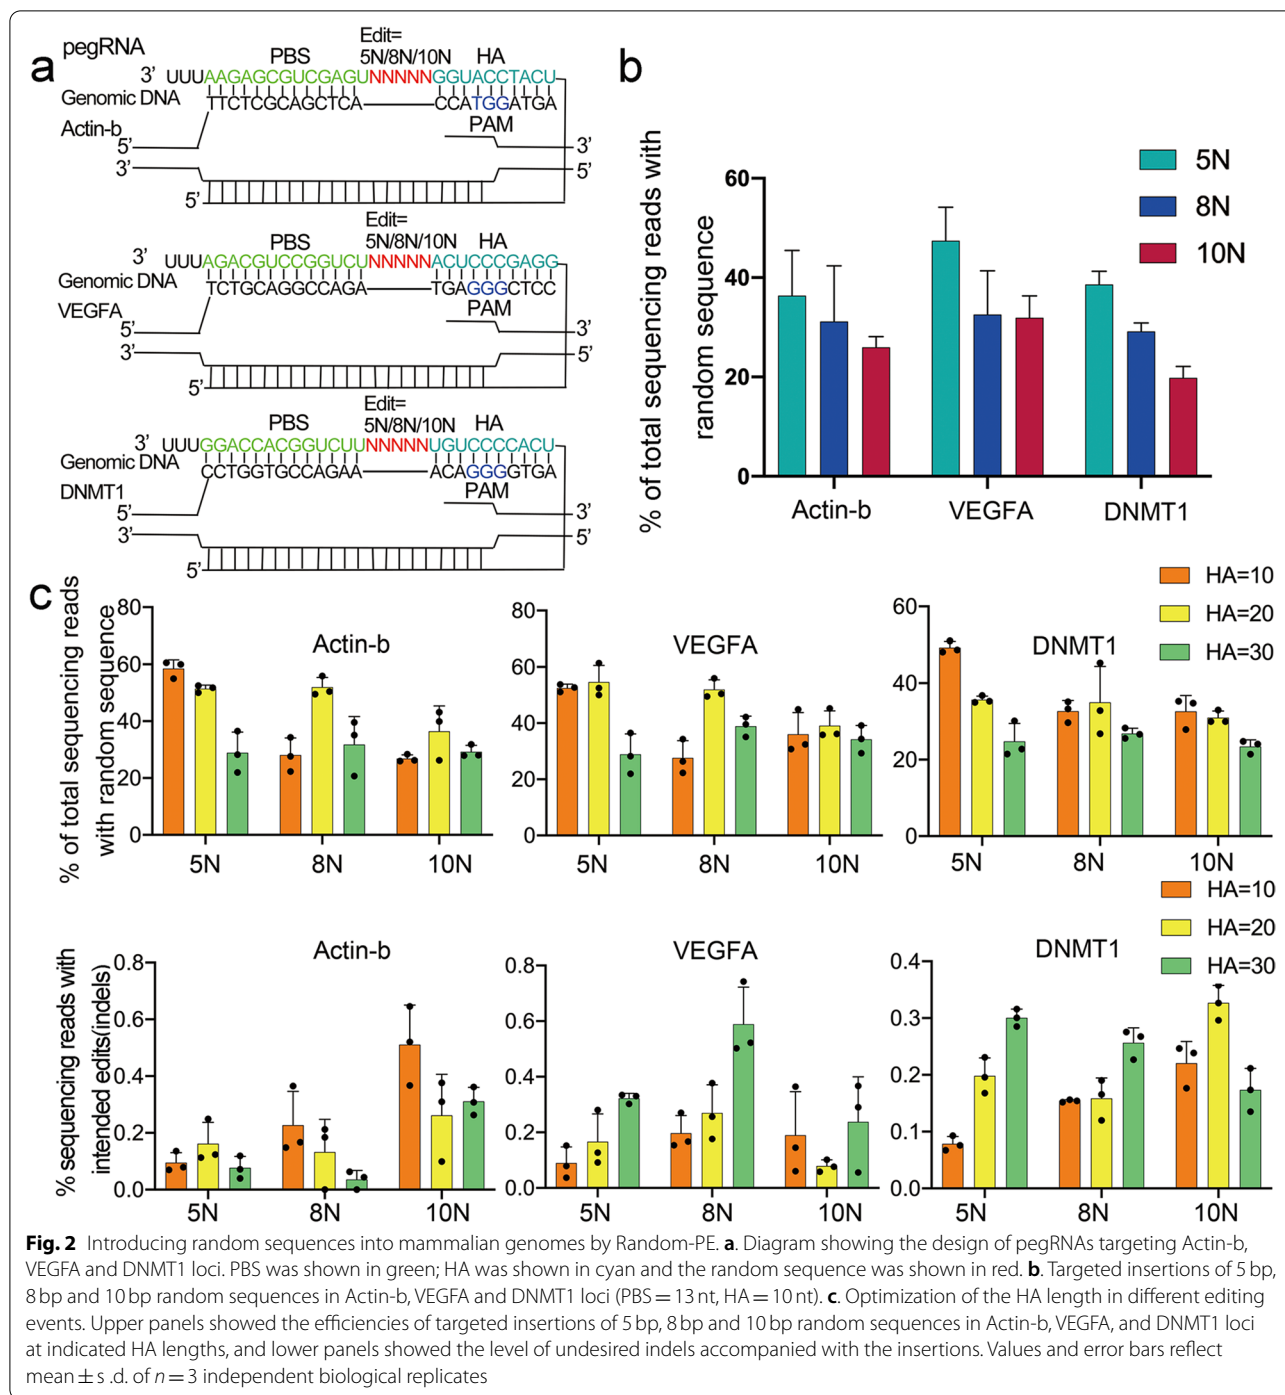 a
pegRNA
PBS
Edit=
5N/8N/10N
HA
3' UUUAAGAGCGUCGAGUNNNNNGGUACCTACU
Genomic DNA TTCTCGCAGCTCA CCATGGATGA
Actin-b
PAM
5' 3'
3' 5'
5'
PBS
Edit=
5N/8N/10N
HA
3' UUUAGACGUCCGGUCUNNNNNACUCCCGAGG
Genomic DNA TCTGCAGGCCAGA TGAGGGCTCC
VEGFA
PAM
5' 3'
3' 5'
5'
PBS
Edit=
5N/8N/10N
HA
3' UUUGGACCACGGUCUUNNNNNUGUCCCCACU
Genomic DNA CCTGGTGCCAGAA ACAGGGGTGA
DNMT1
PAM
5' 3'
3' 5'
5'
b
% of total sequencing reads with
random sequence
60
40
20
0
5N
8N
10N
Actin-b VEGFA DNMT1
c
% of total sequencing reads
with random sequence
Actin-b
80
60
40
20
0
5N 8N 10N
VEGFA
80
60
40
20
0
5N 8N 10N
DNMT1
60
40
20
0
5N 8N 10N
HA=10
HA=20
HA=30
% sequencing reads with
intended edits(indels)
Actin-b
0.8
0.6
0.4
0.2
0.0
5N 8N 10N
VEGFA
0.8
0.6
0.4
0.2
0.0
5N 8N 10N
DNMT1
0.4
0.3
0.2
0.1
0.0
5N 8N 10N
HA=10
HA=20
HA=30
Fig. 2 Introducing random sequences into mammalian genomes by Random-PE. a. Diagram showing the design of pegRNAs targeting Actin-b,
VEGFA and DNMT1 loci. PBS was shown in green; HA was shown in cyan and the random sequence was shown in red. b. Targeted insertions of 5 bp,
8 bp and 10 bp random sequences in Actin-b, VEGFA and DNMT1 loci (PBS = 13 nt, HA = 10 nt). c. Optimization of the HA length in different editing
events. Upper panels showed the efficiencies of targeted insertions of 5 bp, 8 bp and 10 bp random sequences in Actin-b, VEGFA, and DNMT1 loci
at indicated HA lengths, and lower panels showed the level of undesired indels accompanied with the insertions. Values and error bars reflect
mean ± s .d. of n = 3 independent biological replicates